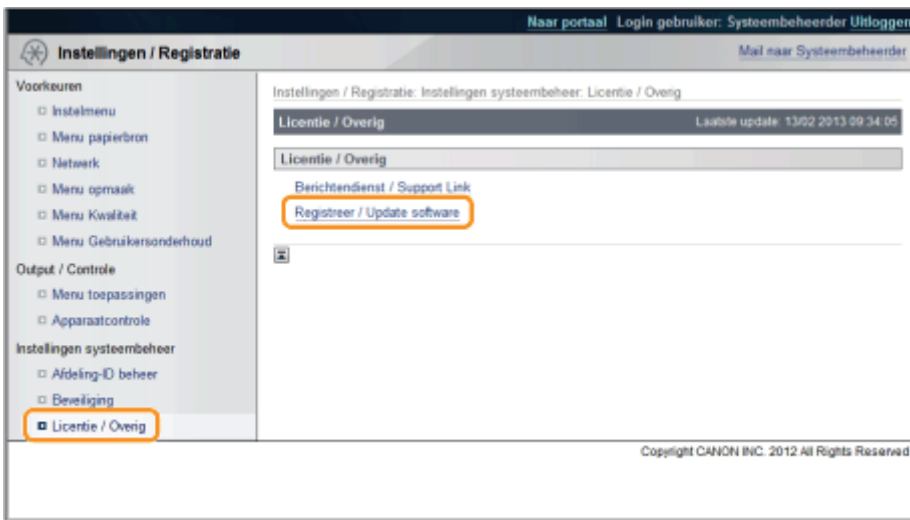 Naar portaal Login gebruiker: Systeembeheerder Uitloggen
Instellingen / Registratie
Mail naar Systeembeheerder
Voorkeuren
Instelmenu
Menu papierbron
Netwerk
Menu opmaak
Menu Kwaliteit
Menu Gebruikersonderhoud
Output / Controle
Menu toepassingen
Apparaatcontrole
Instellingen systeembeheer
Afdeling-ID beheer
Beveiliging
Licentie / Overig
Instellingen / Registratie: Instellingen systeembeheer: Licentie / Overig
Licentie / Overig
Laatste update: 13/02 2013 09:34:05
Licentie / Overig
Berichtendienst / Support Link
Registreer / Update software
Copyright CANON INC. 2012 All Rights Reserved